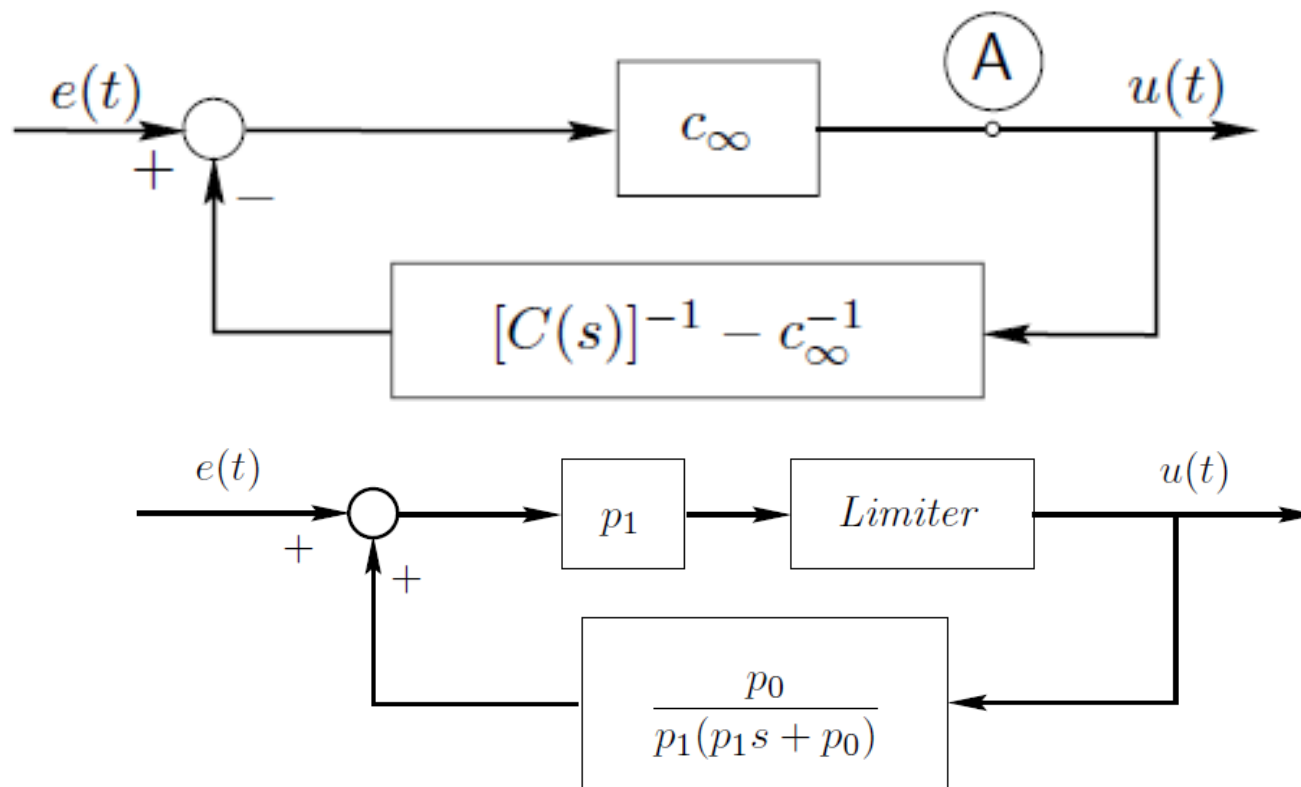 e(t)
A
u(t)
c∞
+
−
[C(s)]⁻¹ − c∞⁻¹
e(t)
u(t)
p₁
Limiter
+
+
p₀
p₁(p₁s + p₀)